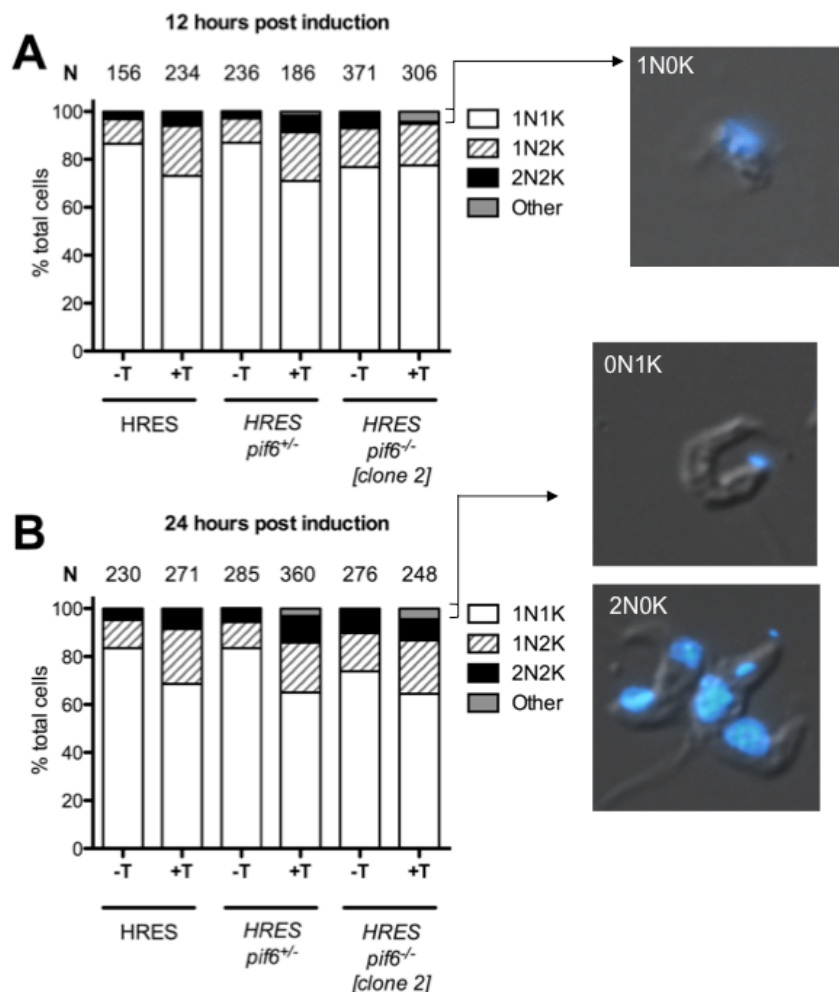 12 hours post induction
A
N 156 234 236 186 371 306
100
80
60
40
20
0
% total cells
-T +T -T +T -T +T
HRES HRES pif6+/- HRES pif6-/- [clone 2]
1N1K
1N2K
2N2K
Other
1N0K
24 hours post induction
B
N 230 271 285 360 276 248
100
80
60
40
20
0
% total cells
-T +T -T +T -T +T
HRES HRES pif6+/- HRES pif6-/- [clone 2]
1N1K
1N2K
2N2K
Other
0N1K
2N0K